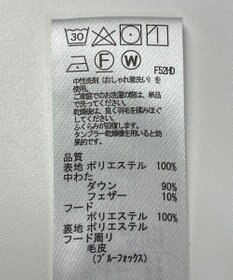 30
F W
F52HD
中性洗剤(おしゃれ着洗い)を
使用。
ご家庭でのお洗濯の際は、単品
で洗ってください。
乾燥後は、良く羽毛を揉みほぐ
してください。
ふくらみが回復します。
タンブラー乾燥機を用いると効
果的です。
品質
表地 ポリエステル 100%
中わた
ダウン 90%
フェザー 10%
フード
ポリエステル 100%
裏地 ポリエステル
フード周リ
毛皮
(ブルーフォックス)